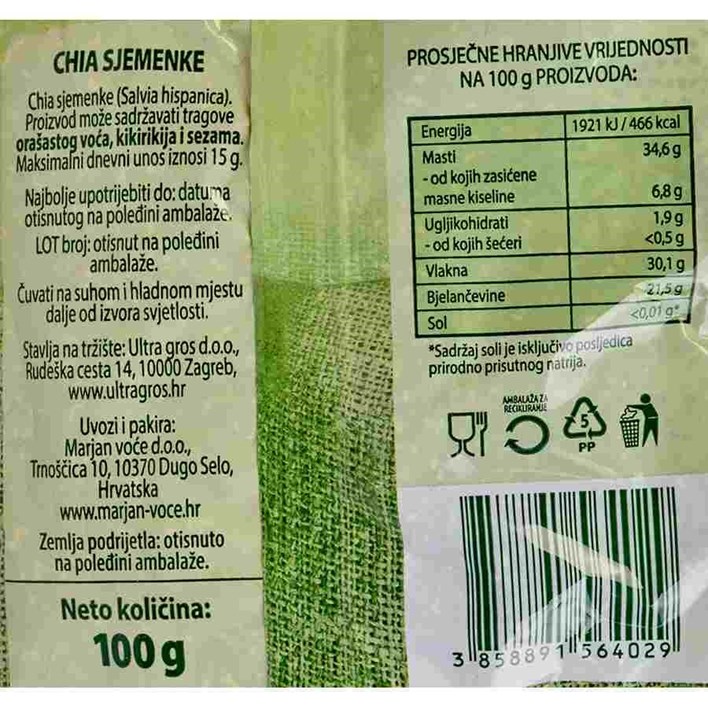 CHIA SJEMENKE
Chia sjemenke (Salvia hispanica).
Proizvod može sadržavati tragove
orašastog voća, kikirikija i sezama.
Maksimalni dnevni unos iznosi 15 g.
Najbolje upotrijebiti do: datuma
otisnutog na poleđini ambalaže.
LOT broj: otisnut na poleđini
ambalaže.
Čuvati na suhom i hladnom mjestu
dalje od izvora svjetlosti.
Stavlja na tržište: Ultra gros d.o.o.,
Rudeška cesta 14, 10000 Zagreb,
www.ultragros.hr
Uvozi i pakira:
Marjan voće d.o.o.,
Trnoščica 10, 10370 Dugo Selo,
Hrvatska
www.marjan-voce.hr
Zemlja podrijetla: otisnuto
na poleđini ambalaže.
Neto količina:
100 g
PROSJEČNE HRANJIVE VRIJEDNOSTI
NA 100 g PROIZVODA:
Energija 1921 kJ / 466 kcal
Masti 34,6 g
- od kojih zasićene
masne kiseline 6,8 g
Ugljikohidrati 1,9 g
- od kojih šećeri <0,5 g
Vlakna 30,1 g
Bjelančevine 21,5 g
Sol <0,01 g*
*Sadržaj soli je isključivo posljedica
prirodno prisutnog natrija.
AMBALAŽA ZA
RECIKLIRANJE
5
PP
3 858891 564029